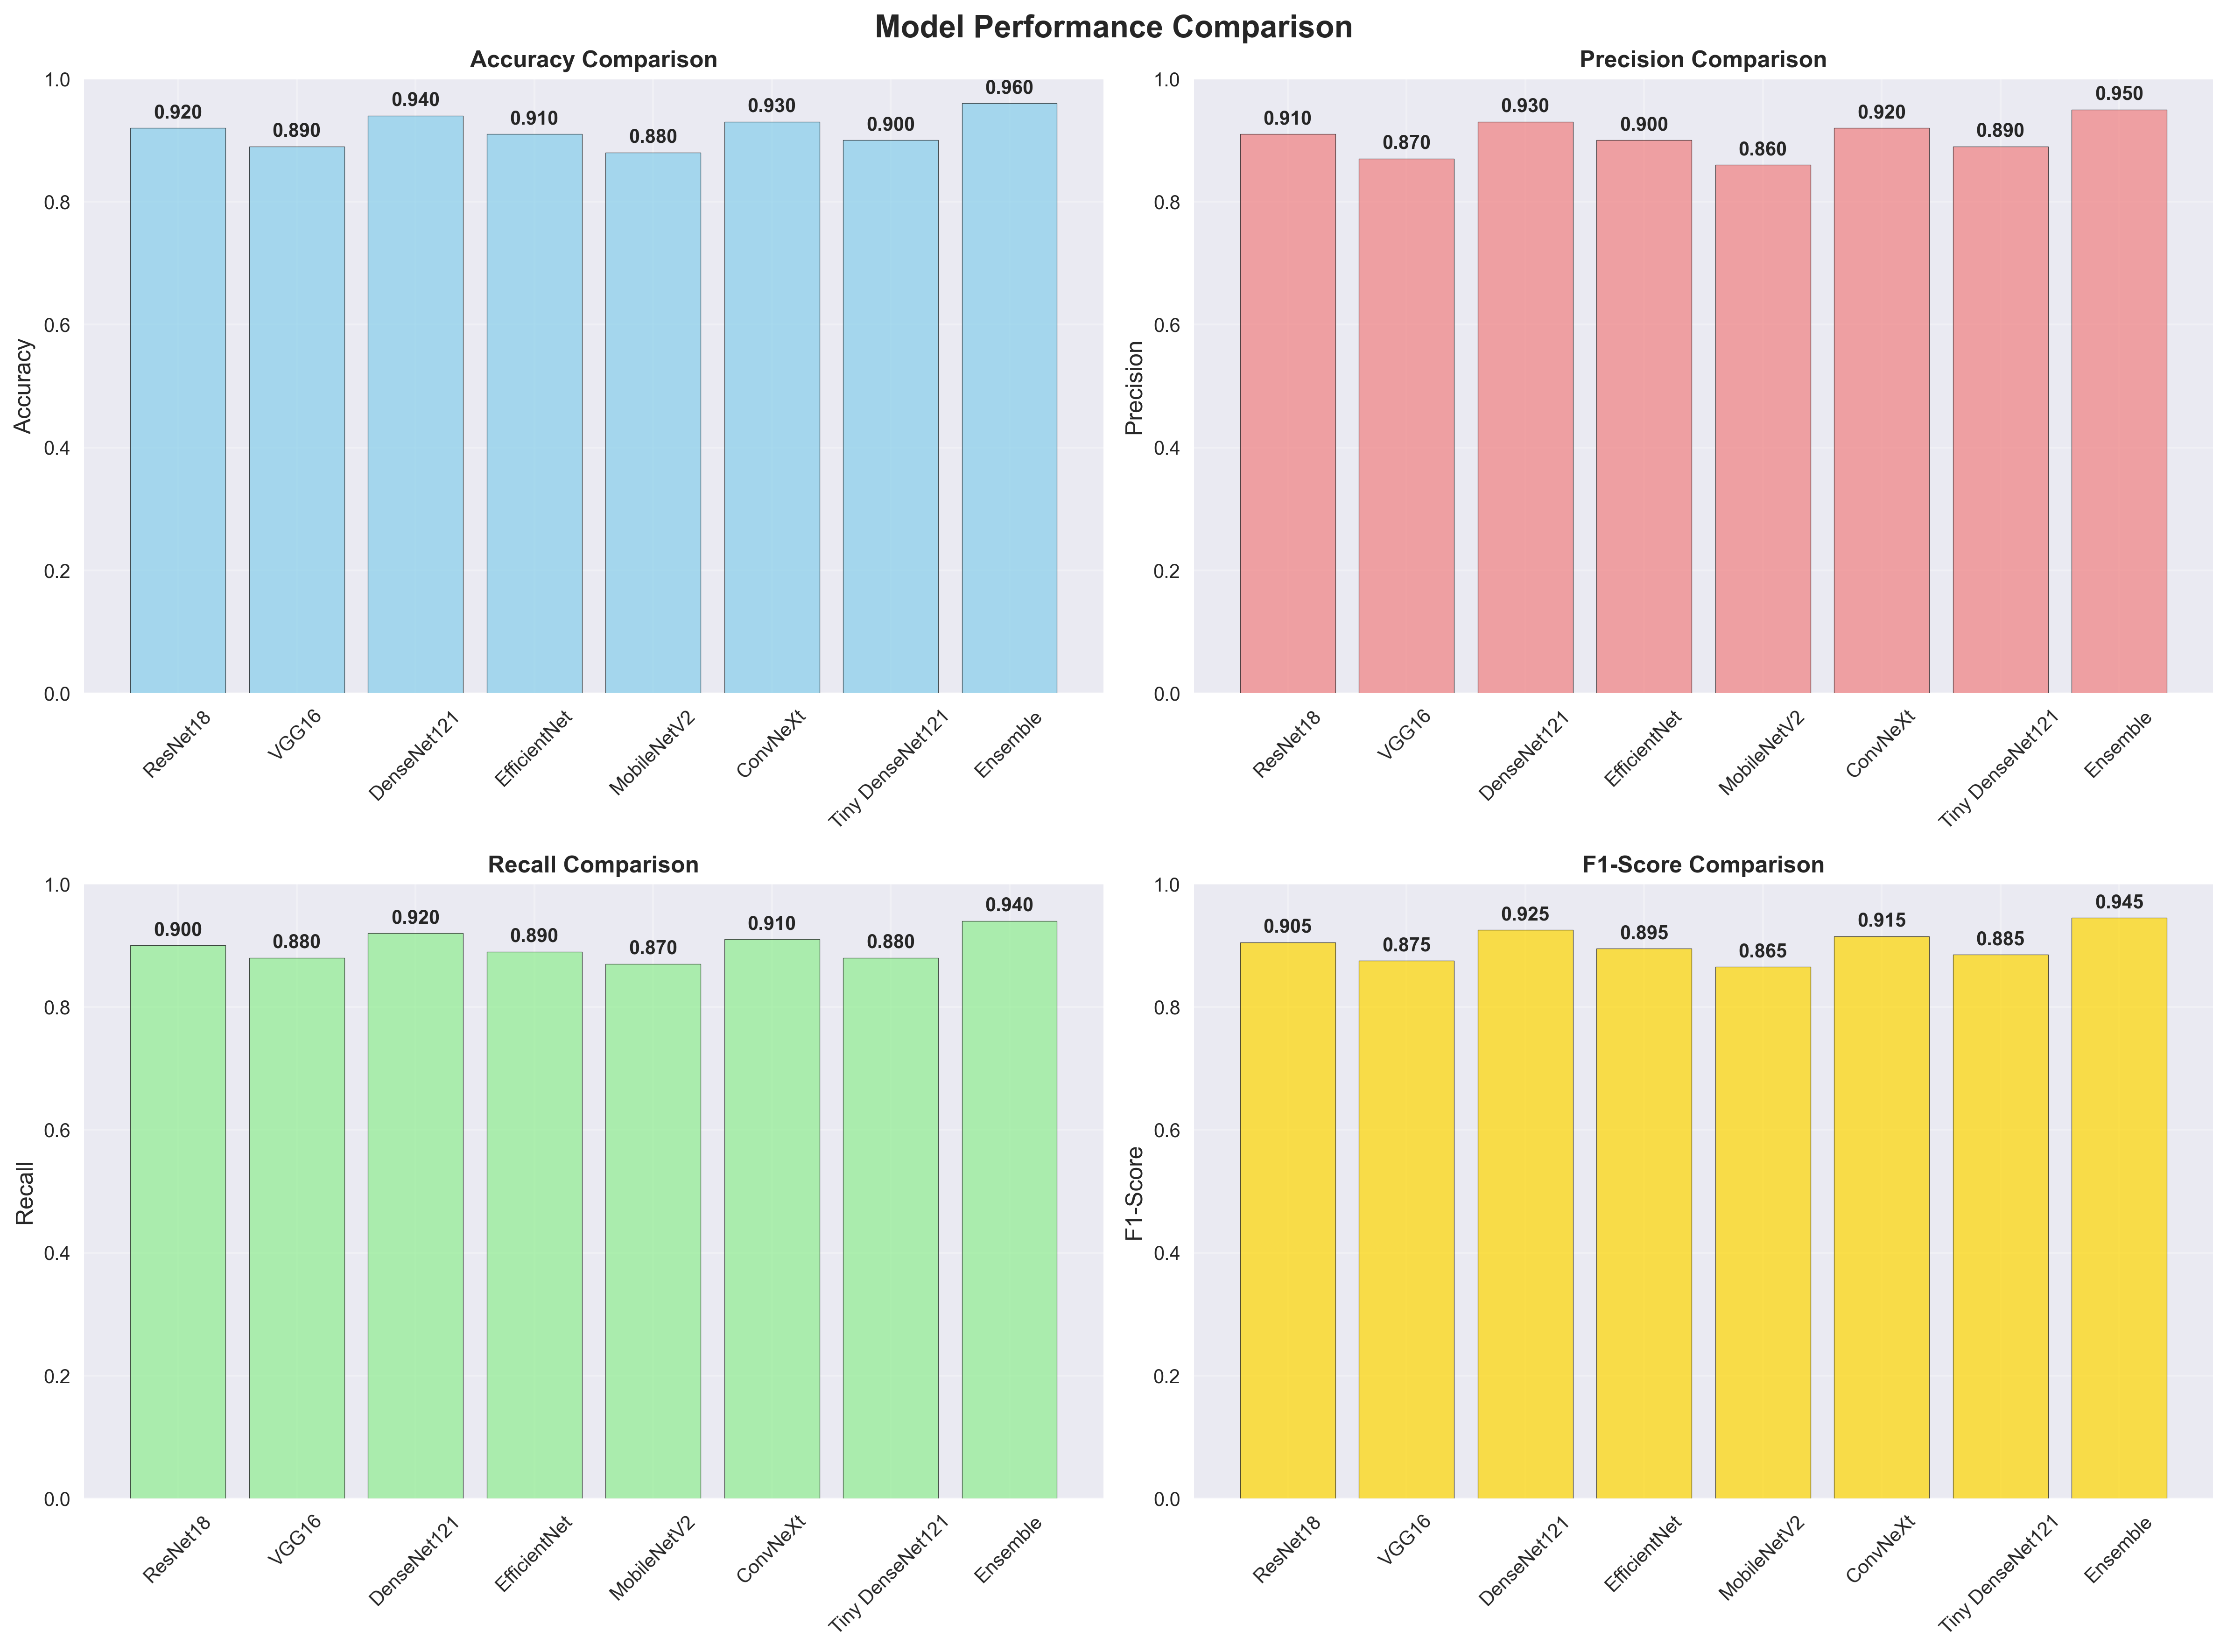 Model Performance Comparison
Accuracy Comparison
1.0
0.8
0.6
0.4
0.2
0.0
Accuracy
0.920
0.890
0.940
0.910
0.880
0.930
0.900
0.960
ResNet18
VGG16
DenseNet121
EfficientNet
MobileNetV2
ConvNeXt
Tiny DenseNet121
Ensemble
Precision Comparison
1.0
0.8
0.6
0.4
0.2
0.0
Precision
0.910
0.870
0.930
0.900
0.860
0.920
0.890
0.950
ResNet18
VGG16
DenseNet121
EfficientNet
MobileNetV2
ConvNeXt
Tiny DenseNet121
Ensemble
Recall Comparison
1.0
0.8
0.6
0.4
0.2
0.0
Recall
0.900
0.880
0.920
0.890
0.870
0.910
0.880
0.940
ResNet18
VGG16
DenseNet121
EfficientNet
MobileNetV2
ConvNeXt
Tiny DenseNet121
Ensemble
F1-Score Comparison
1.0
0.8
0.6
0.4
0.2
0.0
F1-Score
0.905
0.875
0.925
0.895
0.865
0.915
0.885
0.945
ResNet18
VGG16
DenseNet121
EfficientNet
MobileNetV2
ConvNeXt
Tiny DenseNet121
Ensemble